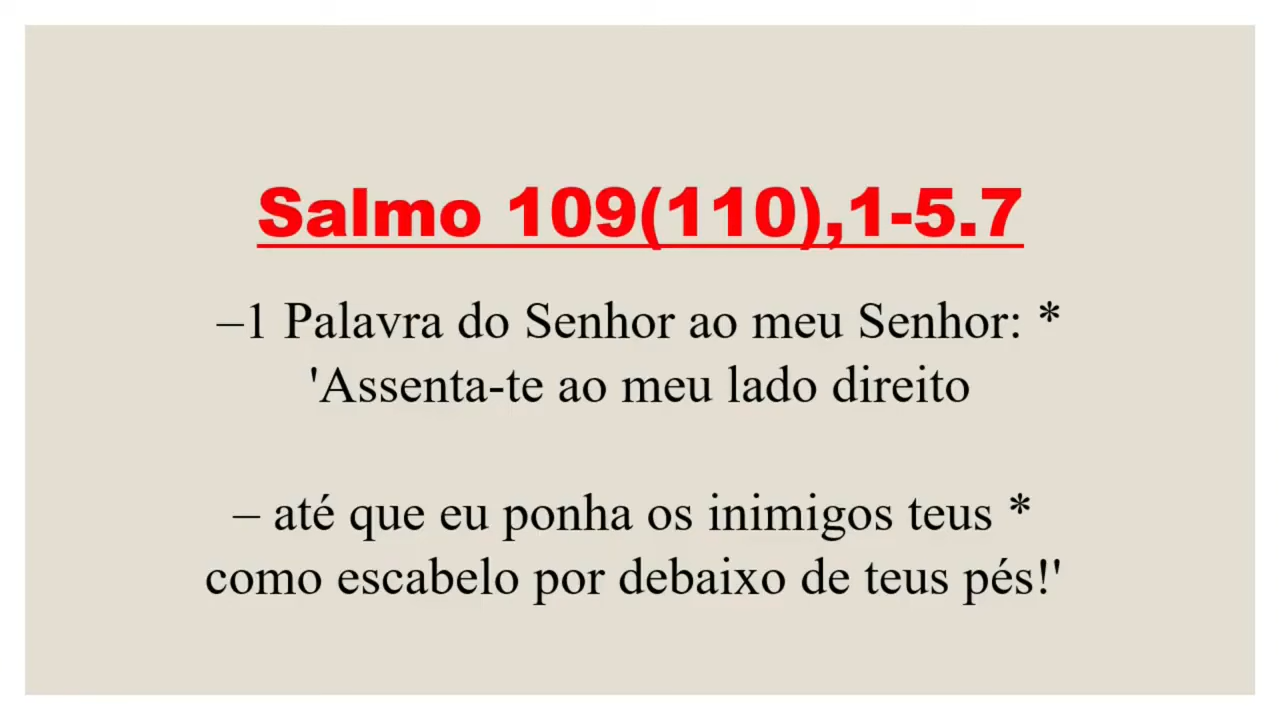 Salmo 109(110),1-5.7
–1 Palavra do Senhor ao meu Senhor: *
'Assenta-te ao meu lado direito
– até que eu ponha os inimigos teus *
como escabelo por debaixo de teus pés!'